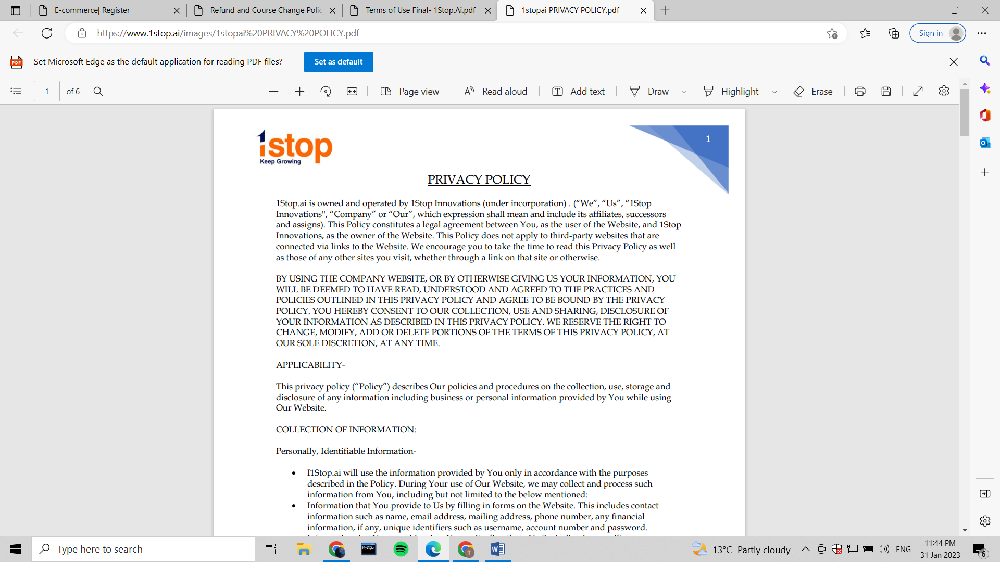 E-commerce| Register
Refund and Course Change Polic
Terms of Use Final- 1Stop.Ai.pdf
1stopai PRIVACY POLICY.pdf
https://www.1stop.ai/images/1stopai%20PRIVACY%20POLICY.pdf
Sign in
PDF
Set Microsoft Edge as the default application for reading PDF files?
Set as default
1 of 6
Page view
Read aloud
Add text
Draw
Highlight
Erase
1stop
Keep Growing
1
PRIVACY POLICY
1Stop.ai is owned and operated by 1Stop Innovations (under incorporation) . (“We”, “Us”, “1Stop
Innovations", “Company” or “Our”, which expression shall mean and include its affiliates, successors
and assigns). This Policy constitutes a legal agreement between You, as the user of the Website, and 1Stop
Innovations, as the owner of the Website. This Policy does not apply to third-party websites that are
connected via links to the Website. We encourage you to take the time to read this Privacy Policy as well
as those of any other sites you visit, whether through a link on that site or otherwise.
BY USING THE COMPANY WEBSITE, OR BY OTHERWISE GIVING US YOUR INFORMATION, YOU
WILL BE DEEMED TO HAVE READ, UNDERSTOOD AND AGREED TO THE PRACTICES AND
POLICIES OUTLINED IN THIS PRIVACY POLICY AND AGREE TO BE BOUND BY THE PRIVACY
POLICY. YOU HEREBY CONSENT TO OUR COLLECTION, USE AND SHARING, DISCLOSURE OF
YOUR INFORMATION AS DESCRIBED IN THIS PRIVACY POLICY. WE RESERVE THE RIGHT TO
CHANGE, MODIFY, ADD OR DELETE PORTIONS OF THE TERMS OF THIS PRIVACY POLICY, AT
OUR SOLE DISCRETION, AT ANY TIME.
APPLICABILITY-
This privacy policy (“Policy”) describes Our policies and procedures on the collection, use, storage and
disclosure of any information including business or personal information provided by You while using
Our Website.
COLLECTION OF INFORMATION:
Personally, Identifiable Information-
• I1Stop.ai will use the information provided by You only in accordance with the purposes
described in the Policy. During Your use of Our Website, we may collect and process such
information from You, including but not limited to the below mentioned:
• Information that You provide to Us by filling in forms on the Website. This includes contact
information such as name, email address, mailing address, phone number, any financial
information, if any, unique identifiers such as username, account number and password.
Type here to search
MySQL
T
13°C Partly cloudy
ENG
11:44 PM
31 Jan 2023
6